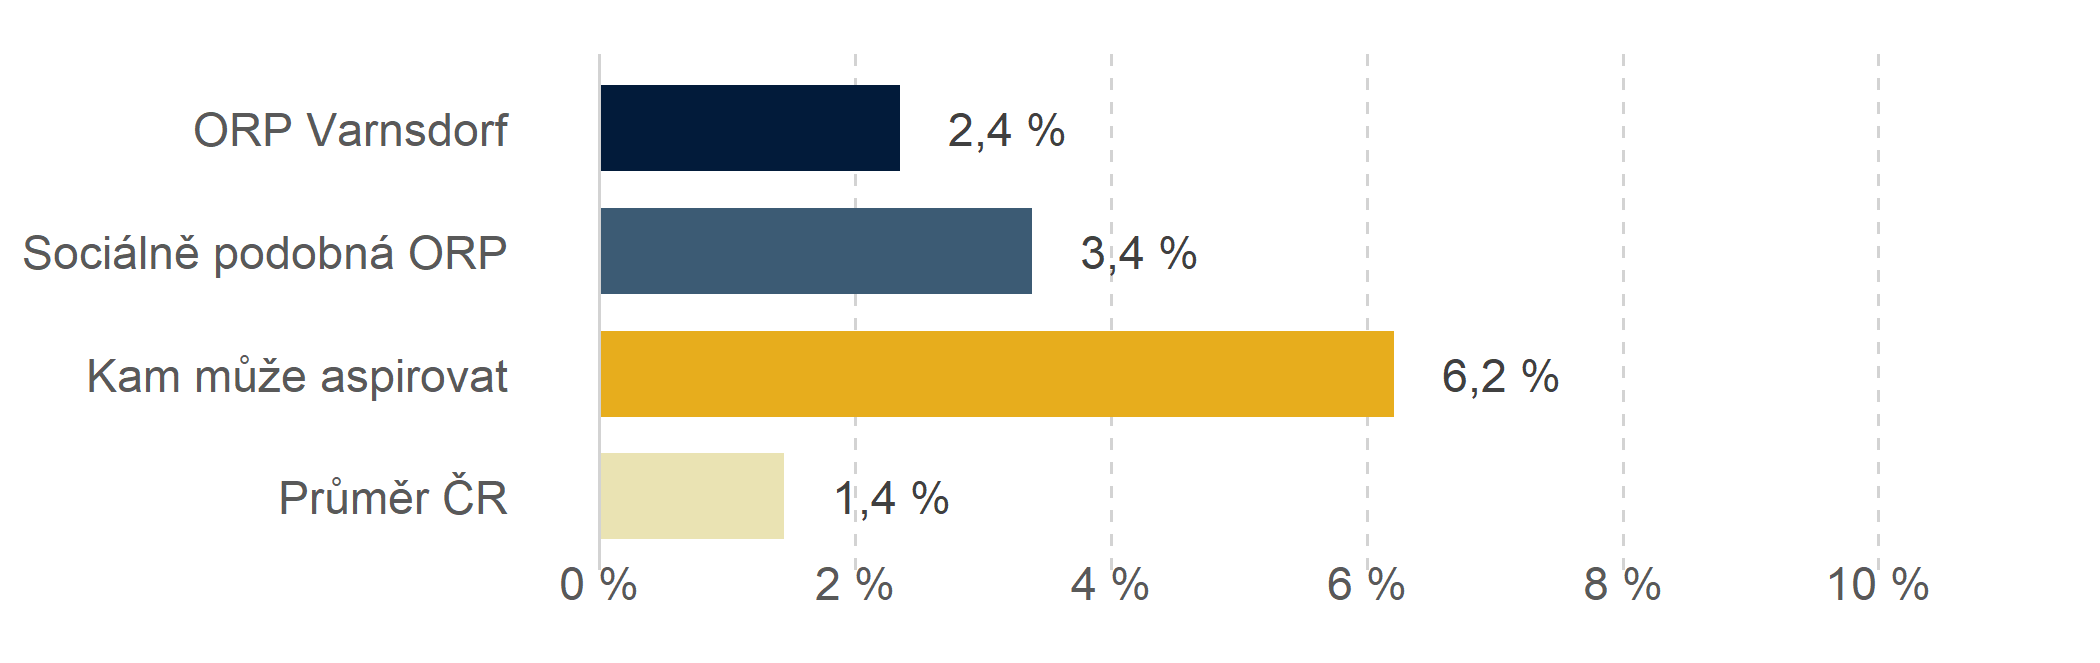 ORP Varnsdorf 2,4 %
Sociálně podobná ORP 3,4 %
Kam může aspirovat 6,2 %
Průměr ČR 1,4 %
0 % 2 % 4 % 6 % 8 % 10 %